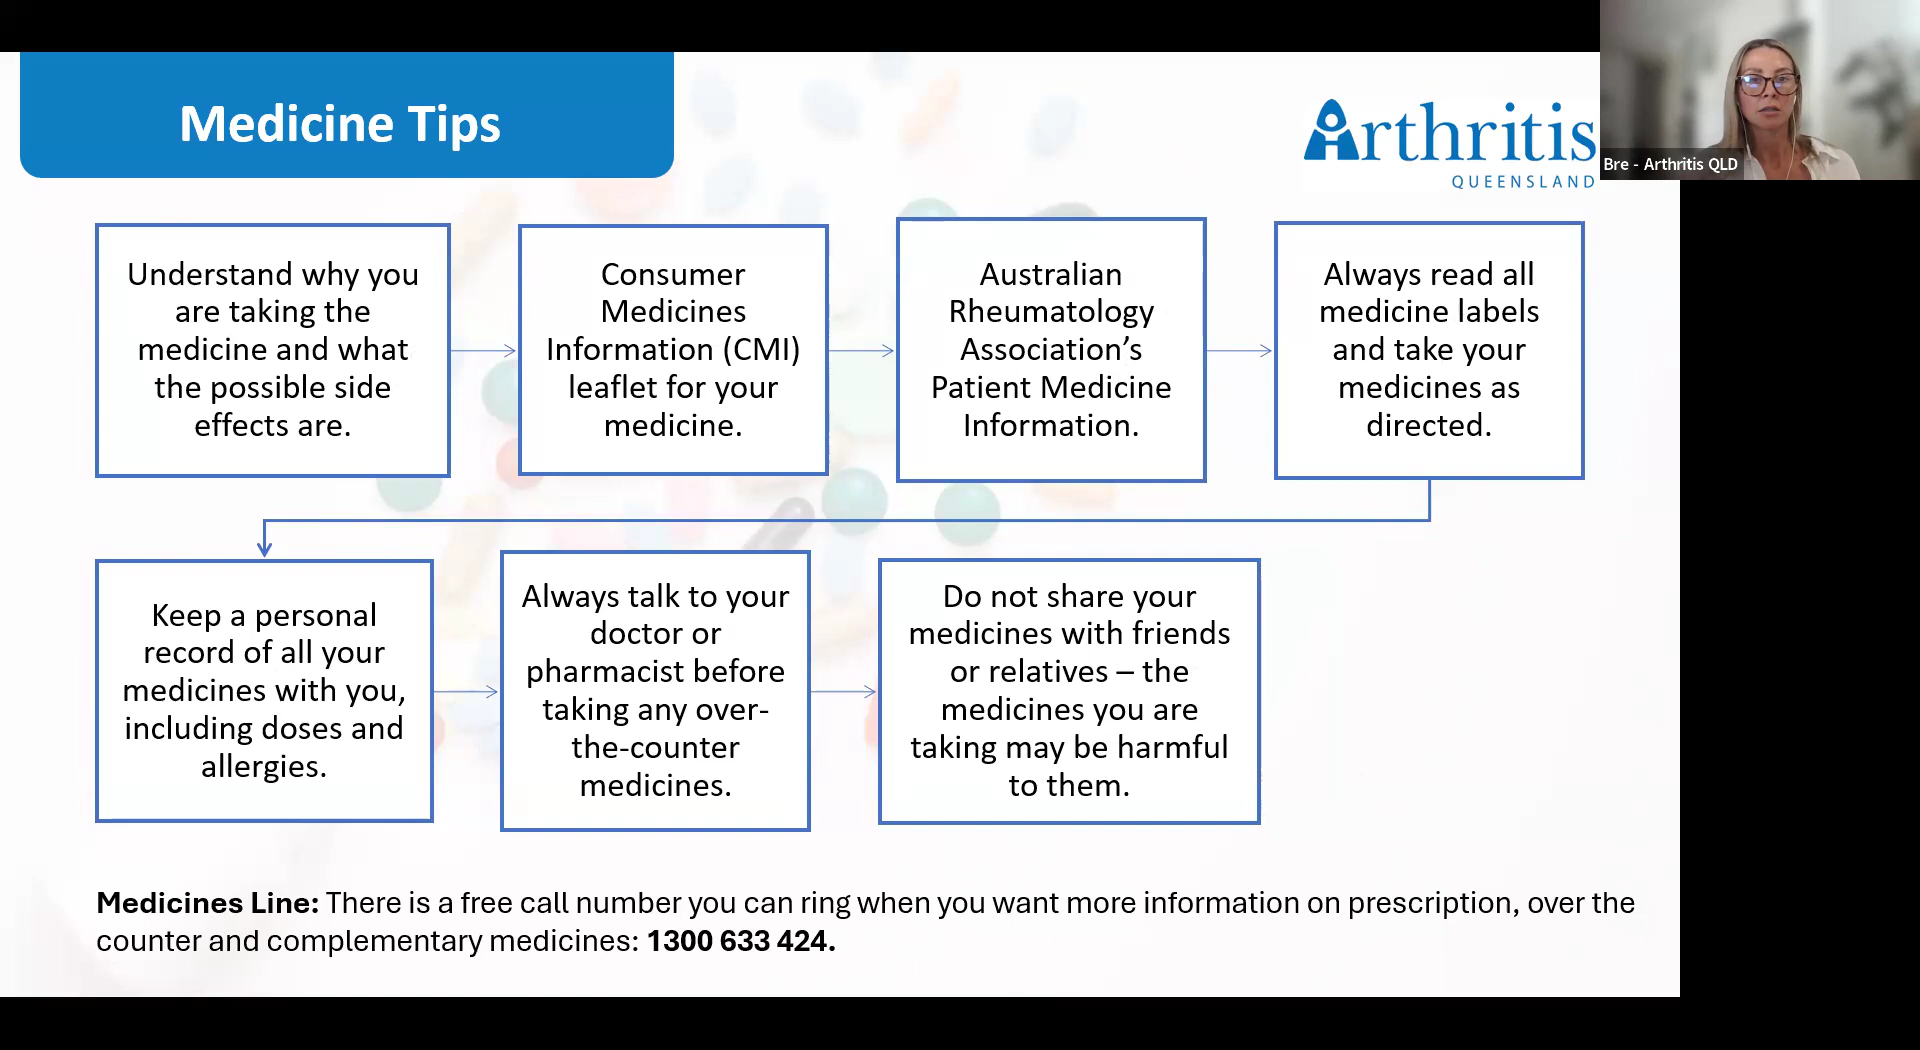 Medicine Tips
Arthritis
QUEENSLAND
Bre - Arthritis QLD
Understand why you
are taking the
medicine and what
the possible side
effects are.
Consumer
Medicines
Information (CMI)
leaflet for your
medicine.
Australian
Rheumatology
Association’s
Patient Medicine
Information.
Always read all
medicine labels
and take your
medicines as
directed.
Keep a personal
record of all your
medicines with you,
including doses and
allergies.
Always talk to your
doctor or
pharmacist before
taking any over-
the-counter
medicines.
Do not share your
medicines with friends
or relatives – the
medicines you are
taking may be harmful
to them.
Medicines Line: There is a free call number you can ring when you want more information on prescription, over the
counter and complementary medicines: 1300 633 424.